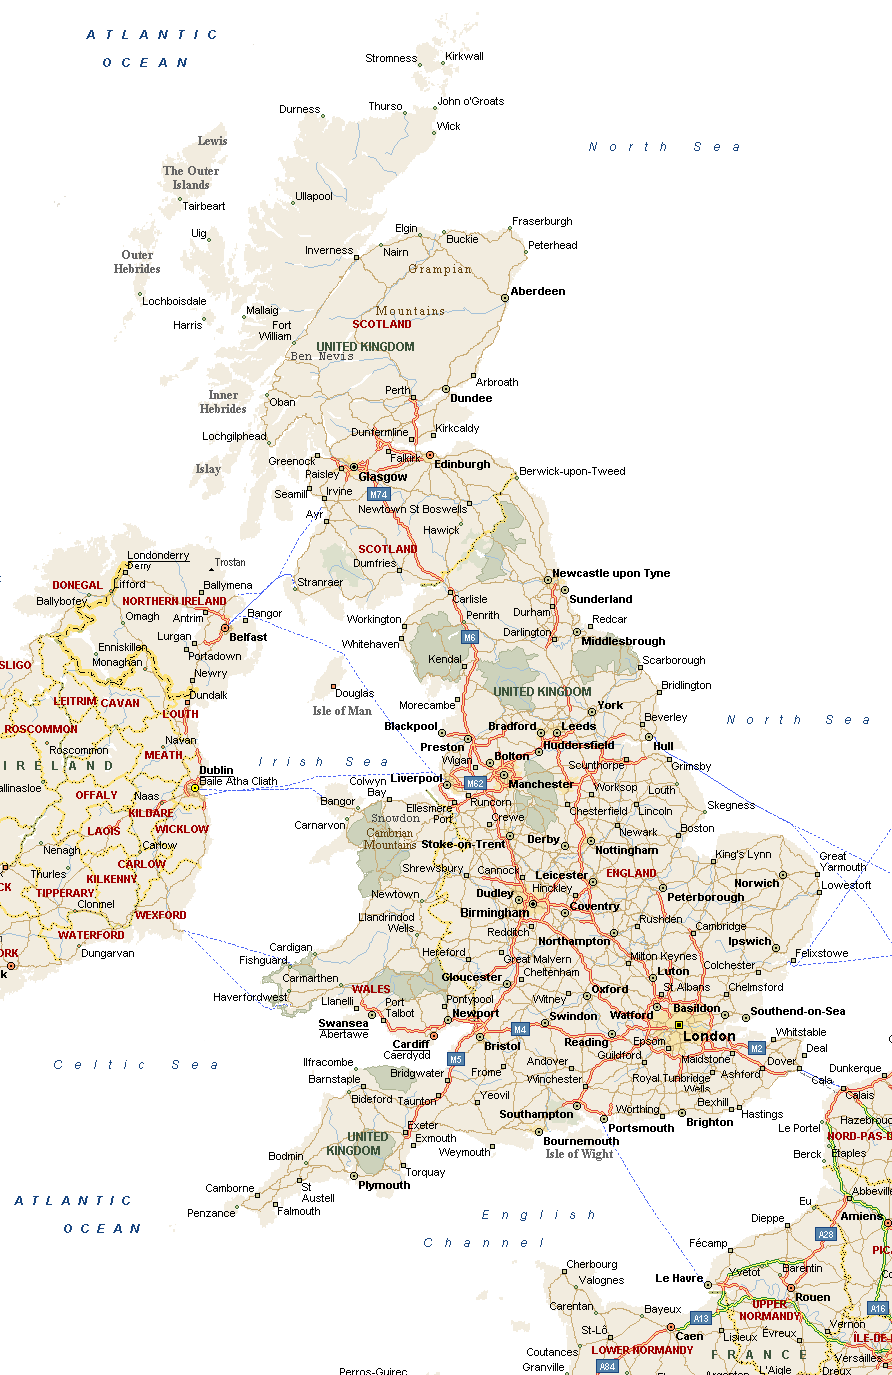 ATLANTIC
OCEAN
Stromness
Kirkwall
Durness
Thurso
John o'Groats
Wick
North Sea
Lewis
The Outer
Islands
Tairbeart
Ullapool
Uig
Elgin
Fraserburgh
Buckie
Peterhead
Inverness
Nairn
Outer
Hebrides
Grampian
Lochboisdale
Aberdeen
Harris
Mallaig
Mountains
Fort
William
SCOTLAND
UNITED KINGDOM
Ben Nevis
Arbroath
Perth
Dundee
Inner
Hebrides
Oban
Lochgilphead
Dunfermline
Kirkcaldy
Islay
Greenock
Falkirk
Edinburgh
Paisley
Glasgow
Berwick-upon-Tweed
Seamill
Irvine
M74
Newtown St Boswells
Ayr
Hawick
SCOTLAND
Dumfries
Londonderry
Derry
Trostan
DONEGAL
Lifford
Ballymena
Stranraer
Newcastle upon Tyne
Ballybofey
NORTHERN IRELAND
Carlisle
Sunderland
Omagh
Antrim
Bangor
Penrith
Durham
Workington
Redcar
Lurgan
Belfast
M6
Darlington
Middlesbrough
Enniskillen
Portadown
Whitehaven
Monaghan
Kendal
Scarborough
SLIGO
Newry
UNITED KINGDOM
Bridlington
Dundalk
Douglas
LEITRIM
CAVAN
Isle of Man
Morecambe
York
LOUTH
Beverley
North Sea
ROSCOMMON
Blackpool
Bradford
Leeds
Navan
Preston
Huddersfield
Hull
Roscommon
MEATH
Wigan
Bolton
IRELAND
Irish Sea
Scunthorpe
Grimsby
Dublin
Baile Atha Cliath
Liverpool
M62
Manchester
allinasloe
OFFALY
Naas
Colwyn
Bay
Worksop
Louth
Bangor
Ellesmere
Port
Runcorn
Chesterfield
Lincoln
Skegness
KILDARE
Carnarvon
Snowdon
Crewe
LAOIS
WICKLOW
Cambrian
Mountains
Newark
Boston
Nenagh
Carlow
Stoke-on-Trent
Derby
Nottingham
King's Lynn
Great
Yarmouth
CARLOW
Thurles
KILKENNY
Shrewsbury
Cannock
Leicester
ENGLAND
Norwich
Lowestoft
CK
TIPPERARY
Newtown
Dudley
Hinckley
Peterborough
Clonmel
WEXFORD
Birmingham
Coventry
Llandrindod
Wells
Redditch
Rushden
Cambridge
WATERFORD
Northampton
Ipswich
ORK
Dungarvan
Cardigan
Hereford
Great Malvern
Milton Keynes
Felixstowe
k
Fishguard
Cheltenham
Luton
Colchester
Carmarthen
Gloucester
WALES
Oxford
St.Albans
Chelmsford
Haverfordwest
Llanelli
Port
Talbot
Pontypool
Witney
Newport
Swindon
Watford
Basildon
Southend-on-Sea
Swansea
Abertawe
M4
London
Whitstable
Cardiff
Caerdydd
Bristol
Reading
Epsom
M2
Deal
Celtic Sea
Ilfracombe
M5
Guildford
Maidstone
Dover
Dunkerque
Barnstaple
Bridgwater
Frome
Andover
Winchester
Royal Tunbridge
Wells
Ashford
Cala
Calais
Bideford
Taunton
Yeovil
Bexhill
Hastings
Southampton
Worthing
Portsmouth
Brighton
Hazebrouc
Le Portel
Exeter
Exmouth
UNITED
KINGDOM
Bournemouth
NORD-PAS-D
Weymouth
Isle of Wight
Berck
Etaples
Bodmin
Torquay
Camborne
St
Austell
Plymouth
Abbeville
ATLANTIC
OCEAN
Penzance
Falmouth
Eu
English
Channel
Dieppe
Amiens
A28
Fécamp
PIC
Cherbourg
Le Havre
Yvetot
Barentin
Valognes
Rouen
Carentan
UPPER
NORMANDY
A16
Bayeux
A13
St-Lô
Caen
Lisieux
Évreux
Vernon
ÎLE-DE-
Coutances
LOWER NORMANDY
FRANCE
Versailles
Granville
A84
Argentan
L'Aigle
Dreux
Perros-Guirec